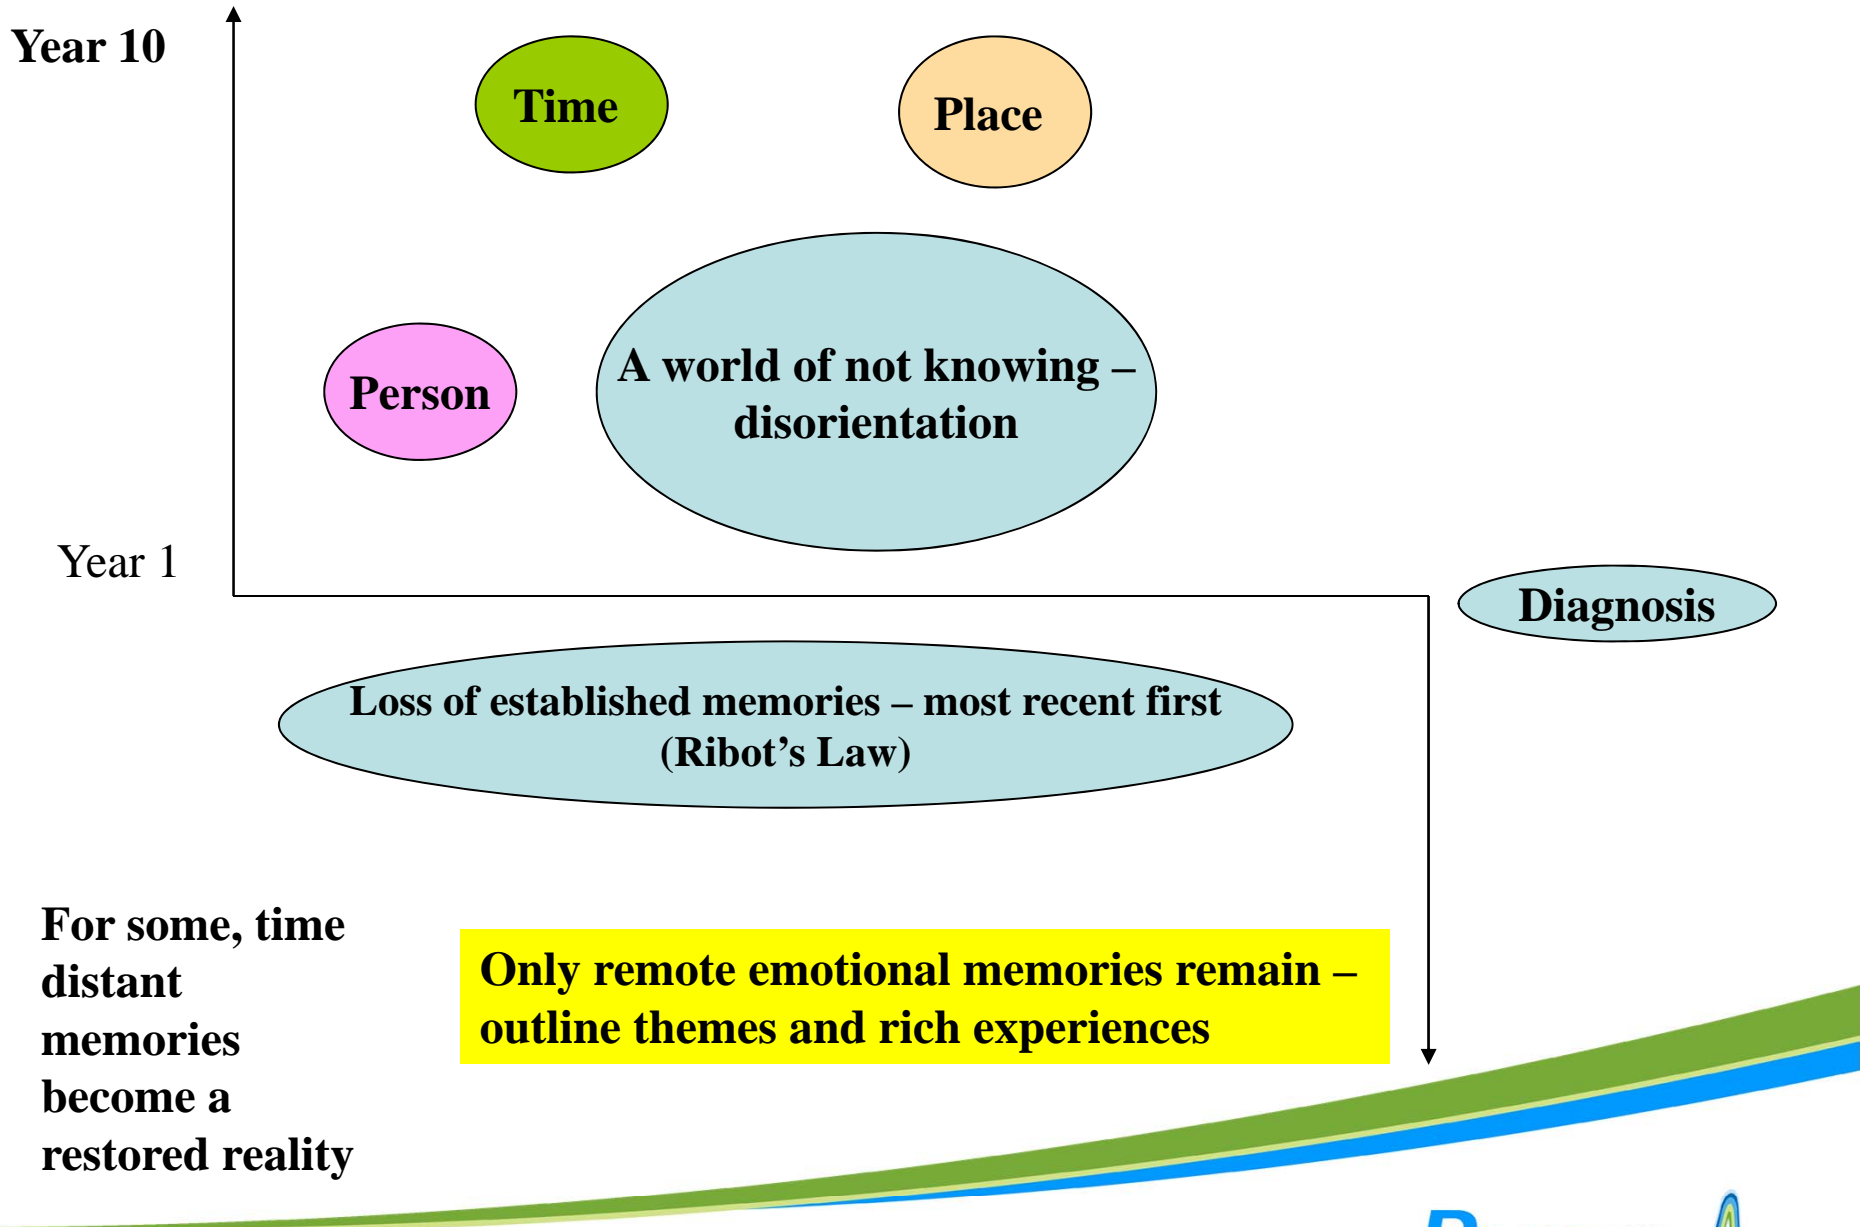 Year 10
Time
Place
A world of not knowing –
disorientation
Person
Year 1
Diagnosis
Loss of established memories – most recent first
(Ribot’s Law)
For some, time
distant
memories
become a
restored reality
Only remote emotional memories remain –
outline themes and rich experiences